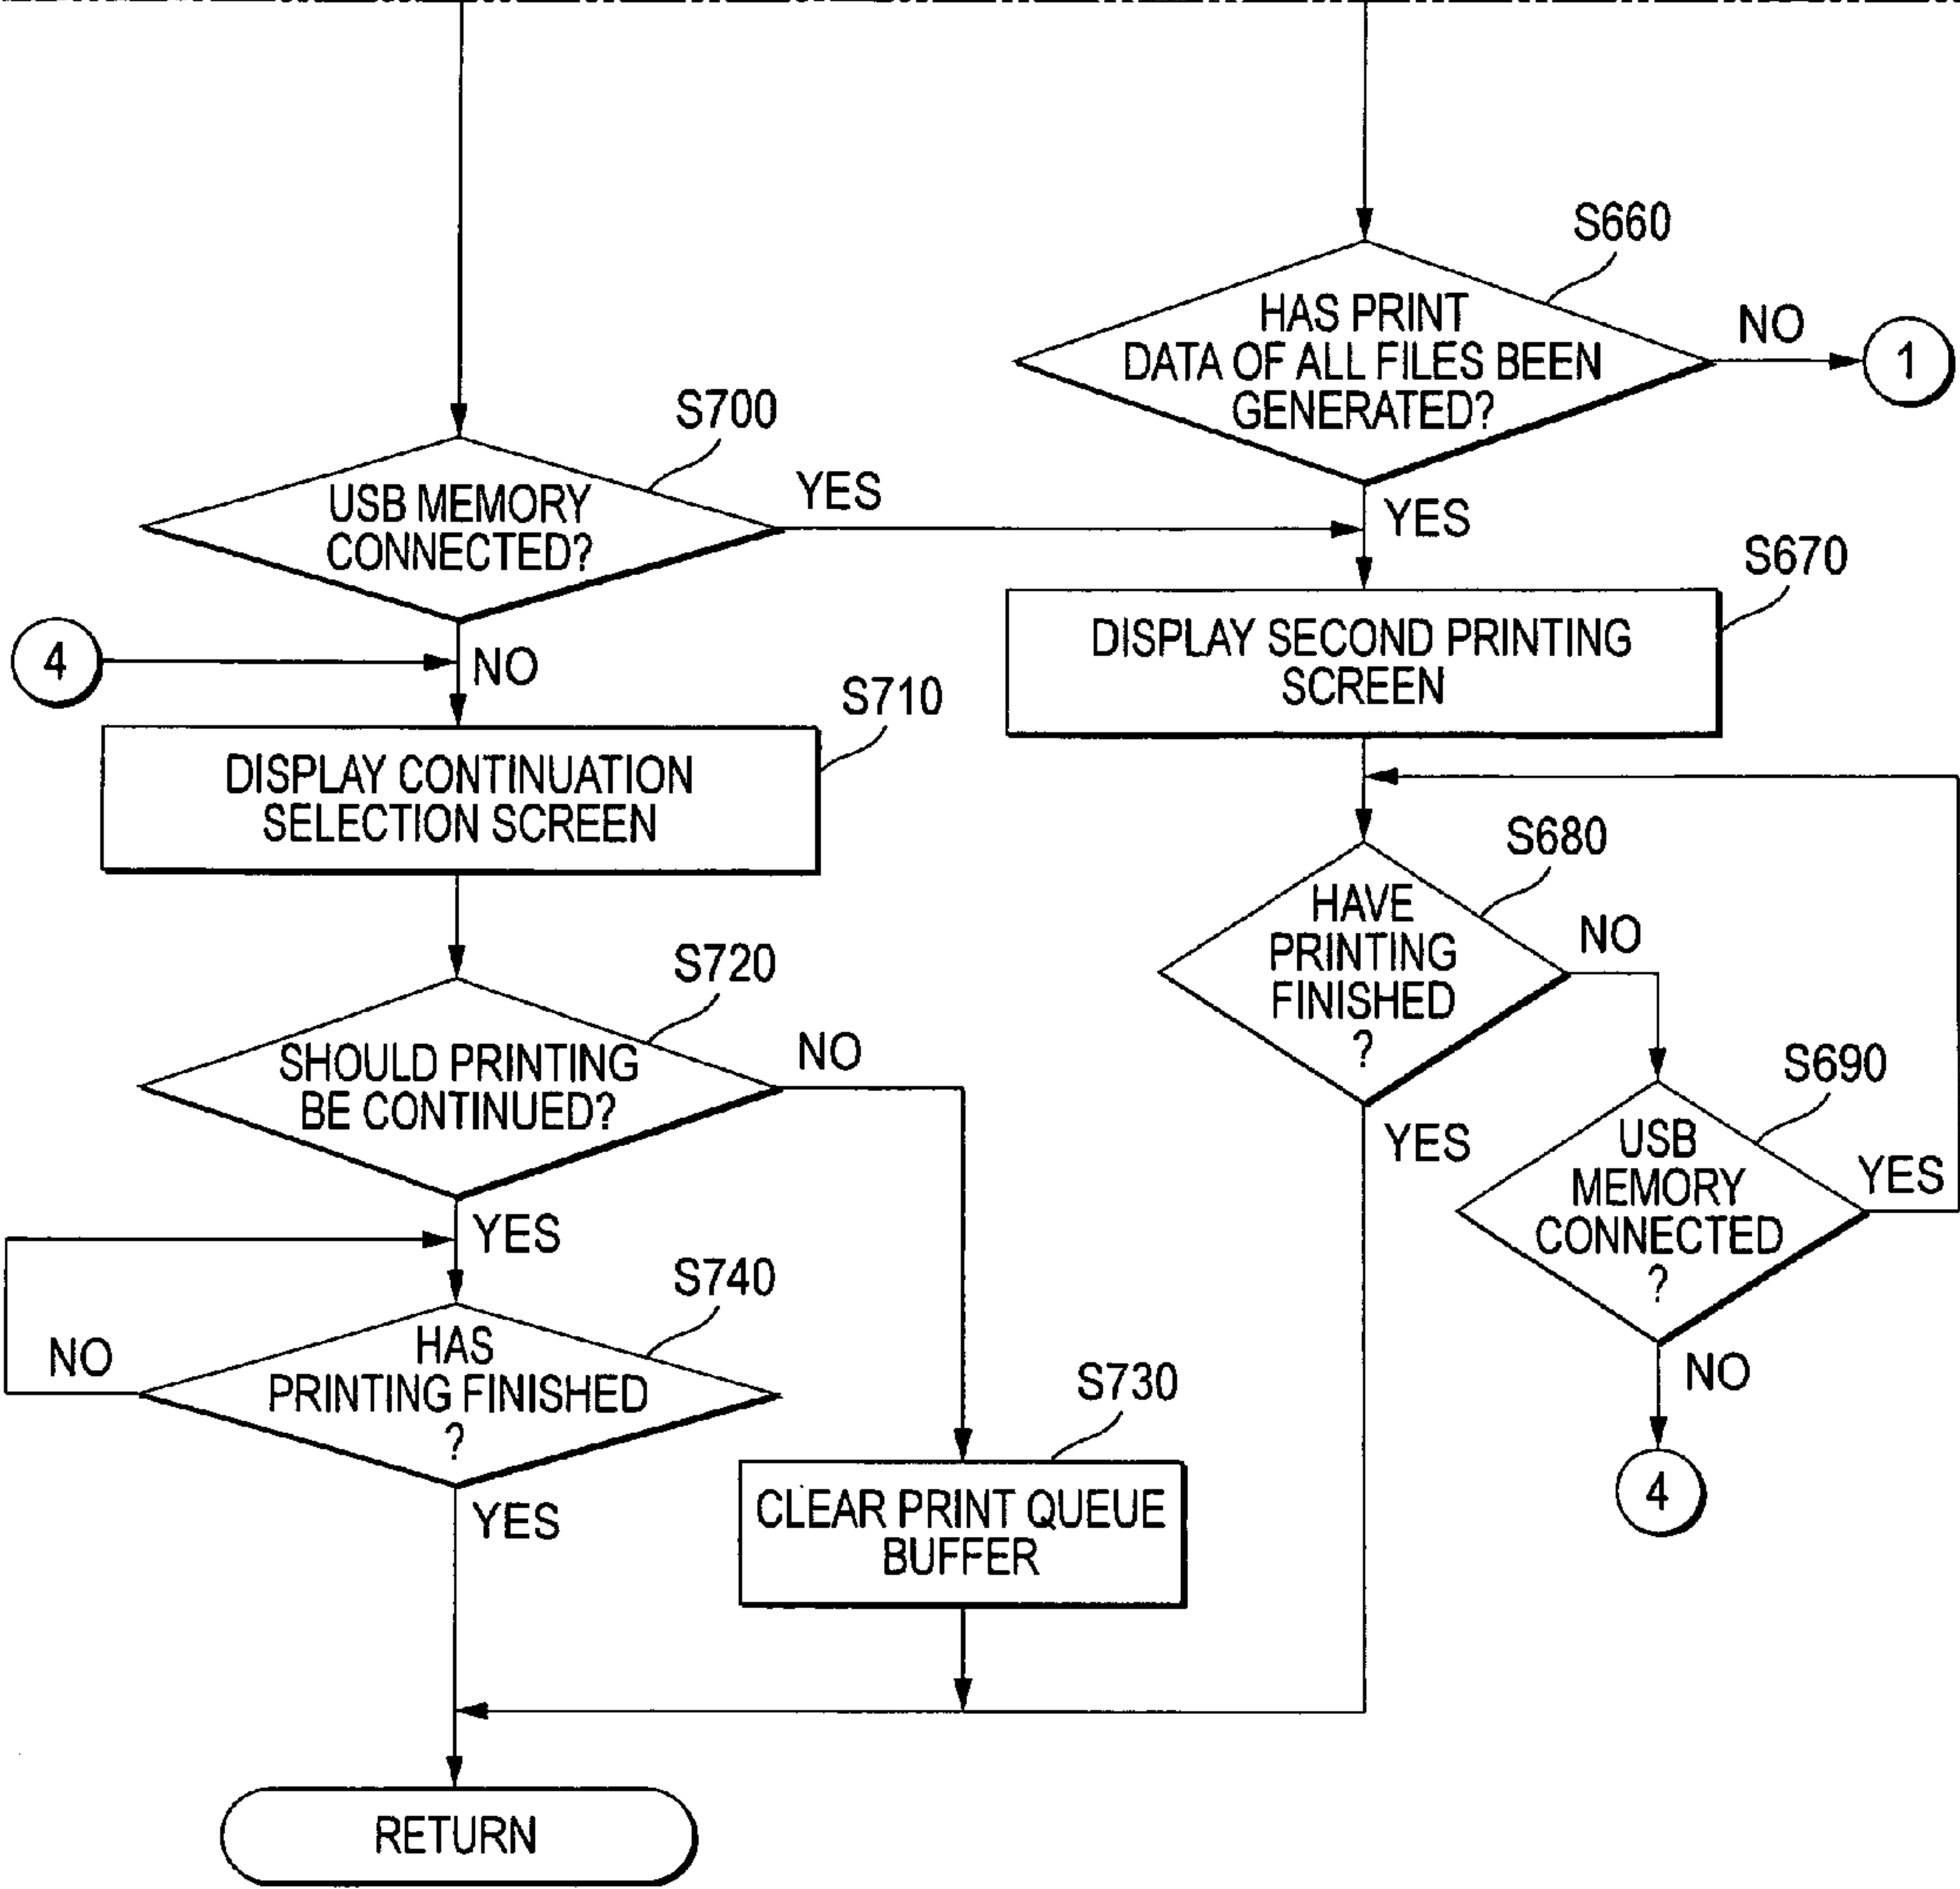 S660
HAS PRINT
DATA OF ALL FILES BEEN
GENERATED?
NO
1
YES
S700
USB MEMORY
CONNECTED?
YES
NO
4
S670
DISPLAY SECOND PRINTING
SCREEN
S710
DISPLAY CONTINUATION
SELECTION SCREEN
S680
HAVE
PRINTING
FINISHED
?
NO
YES
S720
SHOULD PRINTING
BE CONTINUED?
NO
YES
S690
USB
MEMORY
CONNECTED
?
YES
NO
4
S740
HAS
PRINTING FINISHED
?
NO
YES
S730
CLEAR PRINT QUEUE
BUFFER
RETURN